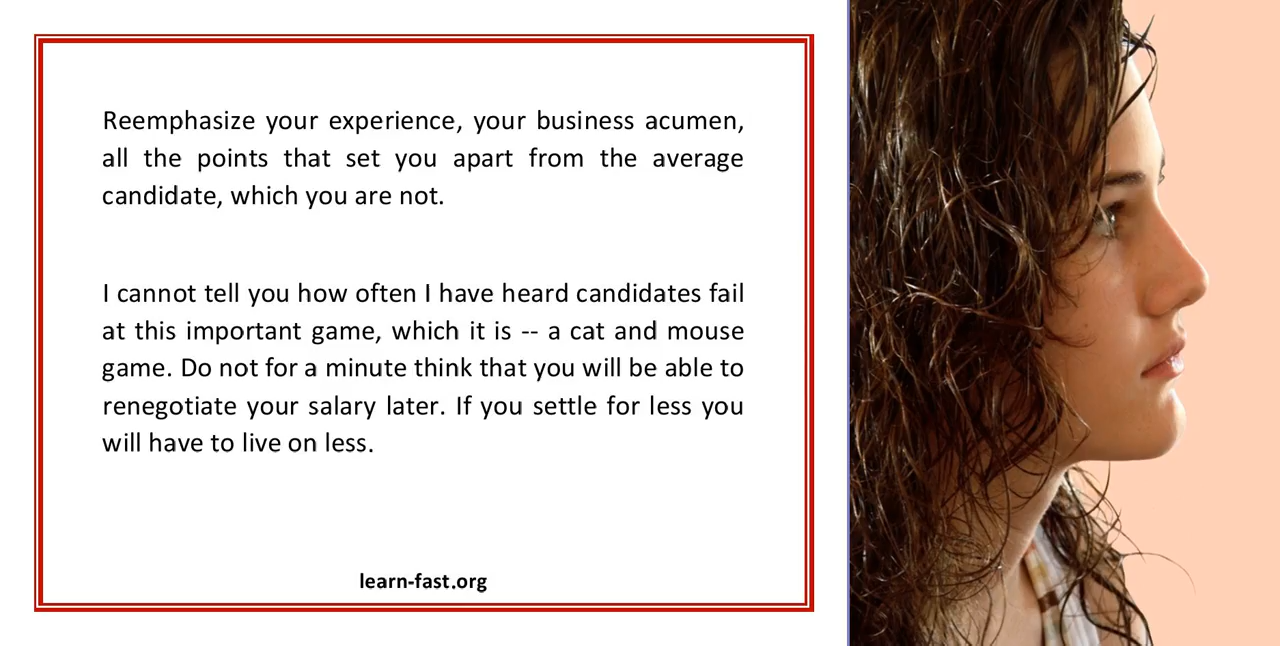 Reemphasize your experience, your business acumen,
all the points that set you apart from the average
candidate, which you are not.
I cannot tell you how often I have heard candidates fail
at this important game, which it is -- a cat and mouse
game. Do not for a minute think that you will be able to
renegotiate your salary later. If you settle for less you
will have to live on less.
learn-fast.org